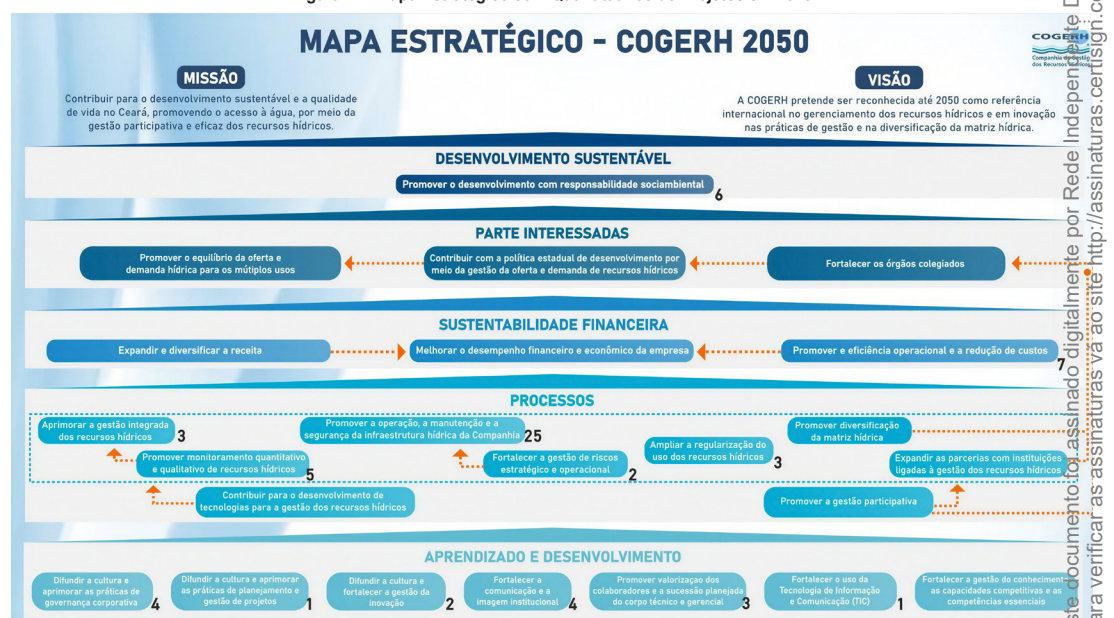 MAPA ESTRATÉGICO - COGERH 2050
COGERH
Companhia de Gestão
dos Recursos Hídricos
MISSÃO
Contribuir para o desenvolvimento sustentável e a qualidade
de vida no Ceará, promovendo o acesso à água, por meio da
gestão participativa e eficaz dos recursos hídricos.
VISÃO
A COGERH pretende ser reconhecida até 2050 como referência
internacional no gerenciamento dos recursos hídricos e em inovação
nas práticas de gestão e na diversificação da matriz hídrica.
DESENVOLVIMENTO SUSTENTÁVEL
Promover o desenvolvimento com responsabilidade sociambiental
6
PARTE INTERESSADAS
Promover o equilíbrio da oferta e
demanda hídrica para os múltiplos usos
Contribuir com a política estadual de desenvolvimento por
meio da gestão da oferta e demanda de recursos hídricos
Fortalecer os órgãos colegiados
SUSTENTABILIDADE FINANCEIRA
Expandir e diversificar a receita
Melhorar o desempenho financeiro e econômico da empresa
Promover e eficiência operacional e a redução de custos
7
PROCESSOS
Aprimorar a gestão integrada
dos recursos hídricos
3
Promover a operação, a manutenção e a
segurança da infraestrutura hídrica da Companhia
25
Promover diversificação
da matriz hídrica
Promover monitoramento quantitativo
e qualitativo de recursos hídricos
5
Fortalecer a gestão de riscos
estratégico e operacional
2
Ampliar a regularização do
uso dos recursos hídricos
3
Expandir as parcerias com instituições
ligadas à gestão dos recursos hídricos
Contribuir para o desenvolvimento de
tecnologias para a gestão dos recursos hídricos
Promover a gestão participativa
APRENDIZADO E DESENVOLVIMENTO
Difundir a cultura e
aprimorar as práticas de
governança corporativa
4
Difundir a cultura e aprimorar
as práticas de planejamento e
gestão de projetos
1
Difundir a cultura e
fortalecer a gestão da
inovação
2
Fortalecer a
comunicação e a
imagem institucional
4
Promover valorizaçao dos
colaboradores e a sucessão planejada
do corpo técnico e gerencial
3
Fortalecer o uso da
Tecnologia de Informação
e Comunicação (TIC)
1
Fortalecer a gestão do conhecimento
as capacidades competitivas e as
competências essenciais
documento foi assinado digitalmente por Rede Independente
verificar as assinaturas vá ao site http://assinaturas.certisign.co